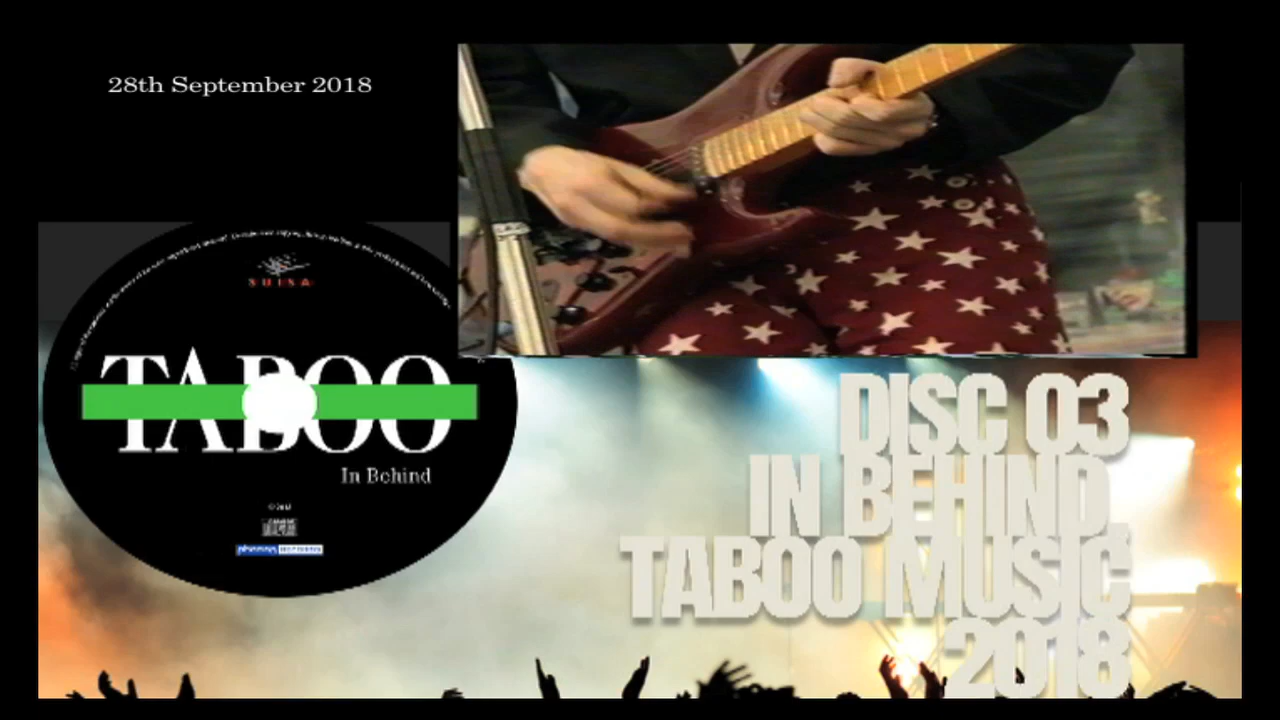 28th September 2018
SUISA
TABOO
In Behind
DISC 03
IN BEHIND,
TABOO MUSIC
2018